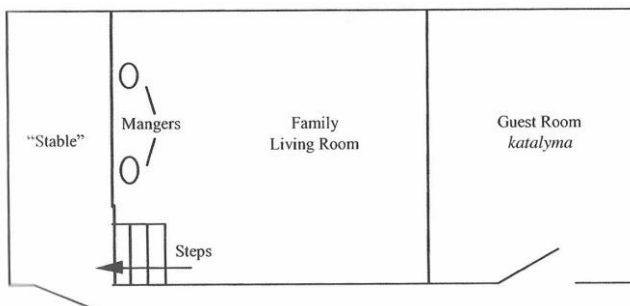 “Stable”
Mangers
Family
Living Room
Guest Room
katalyma
Steps